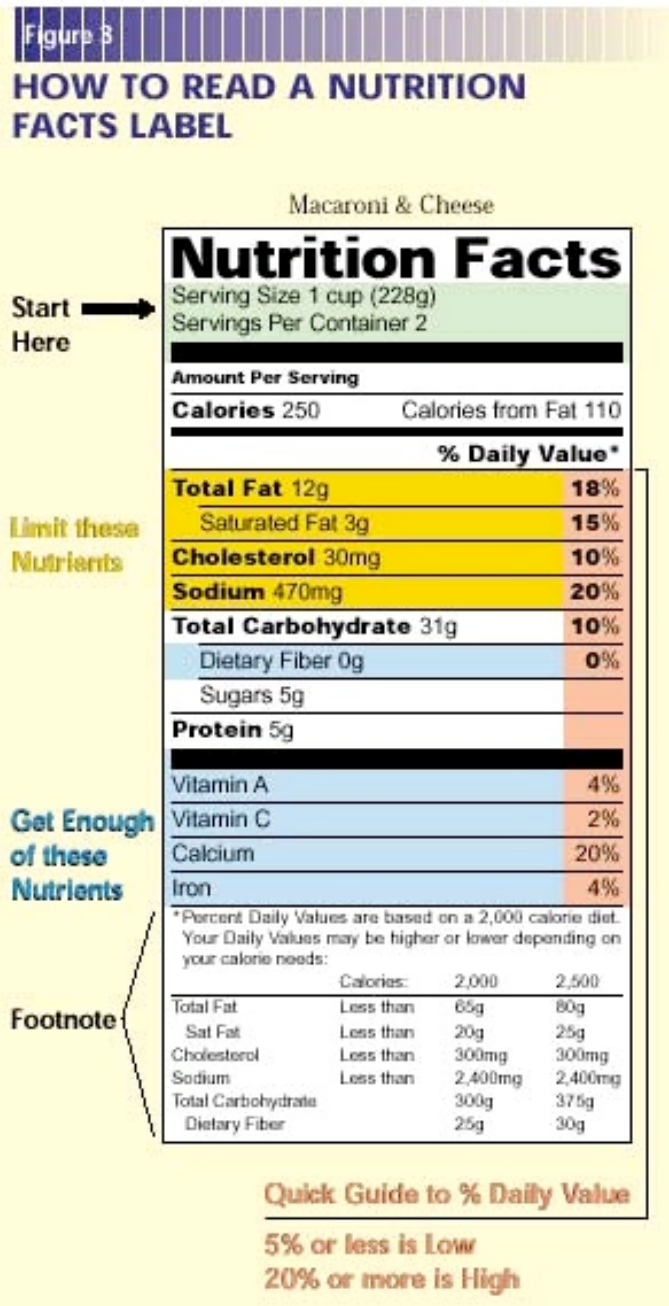 Figure 8
HOW TO READ A NUTRITION
FACTS LABEL
Macaroni & Cheese
Nutrition Facts
Start
Here
Serving Size 1 cup (228g)
Servings Per Container 2
Amount Per Serving
Calories 250 Calories from Fat 110
% Daily Value*
Limit these
Nutrients
Total Fat 12g 18%
Saturated Fat 3g 15%
Cholesterol 30mg 10%
Sodium 470mg 20%
Total Carbohydrate 31g 10%
Dietary Fiber 0g 0%
Sugars 5g
Protein 5g
Get Enough
of these
Nutrients
Vitamin A 4%
Vitamin C 2%
Calcium 20%
Iron 4%
Footnote
*Percent Daily Values are based on a 2,000 calorie diet.
Your Daily Values may be higher or lower depending on
your calorie needs:
Calories: 2,000 2,500
Total Fat Less than 65g 80g
Sat Fat Less than 20g 25g
Cholesterol Less than 300mg 300mg
Sodium Less than 2,400mg 2,400mg
Total Carbohydrate 300g 375g
Dietary Fiber 25g 30g
Quick Guide to % Daily Value
5% or less is Low
20% or more is High